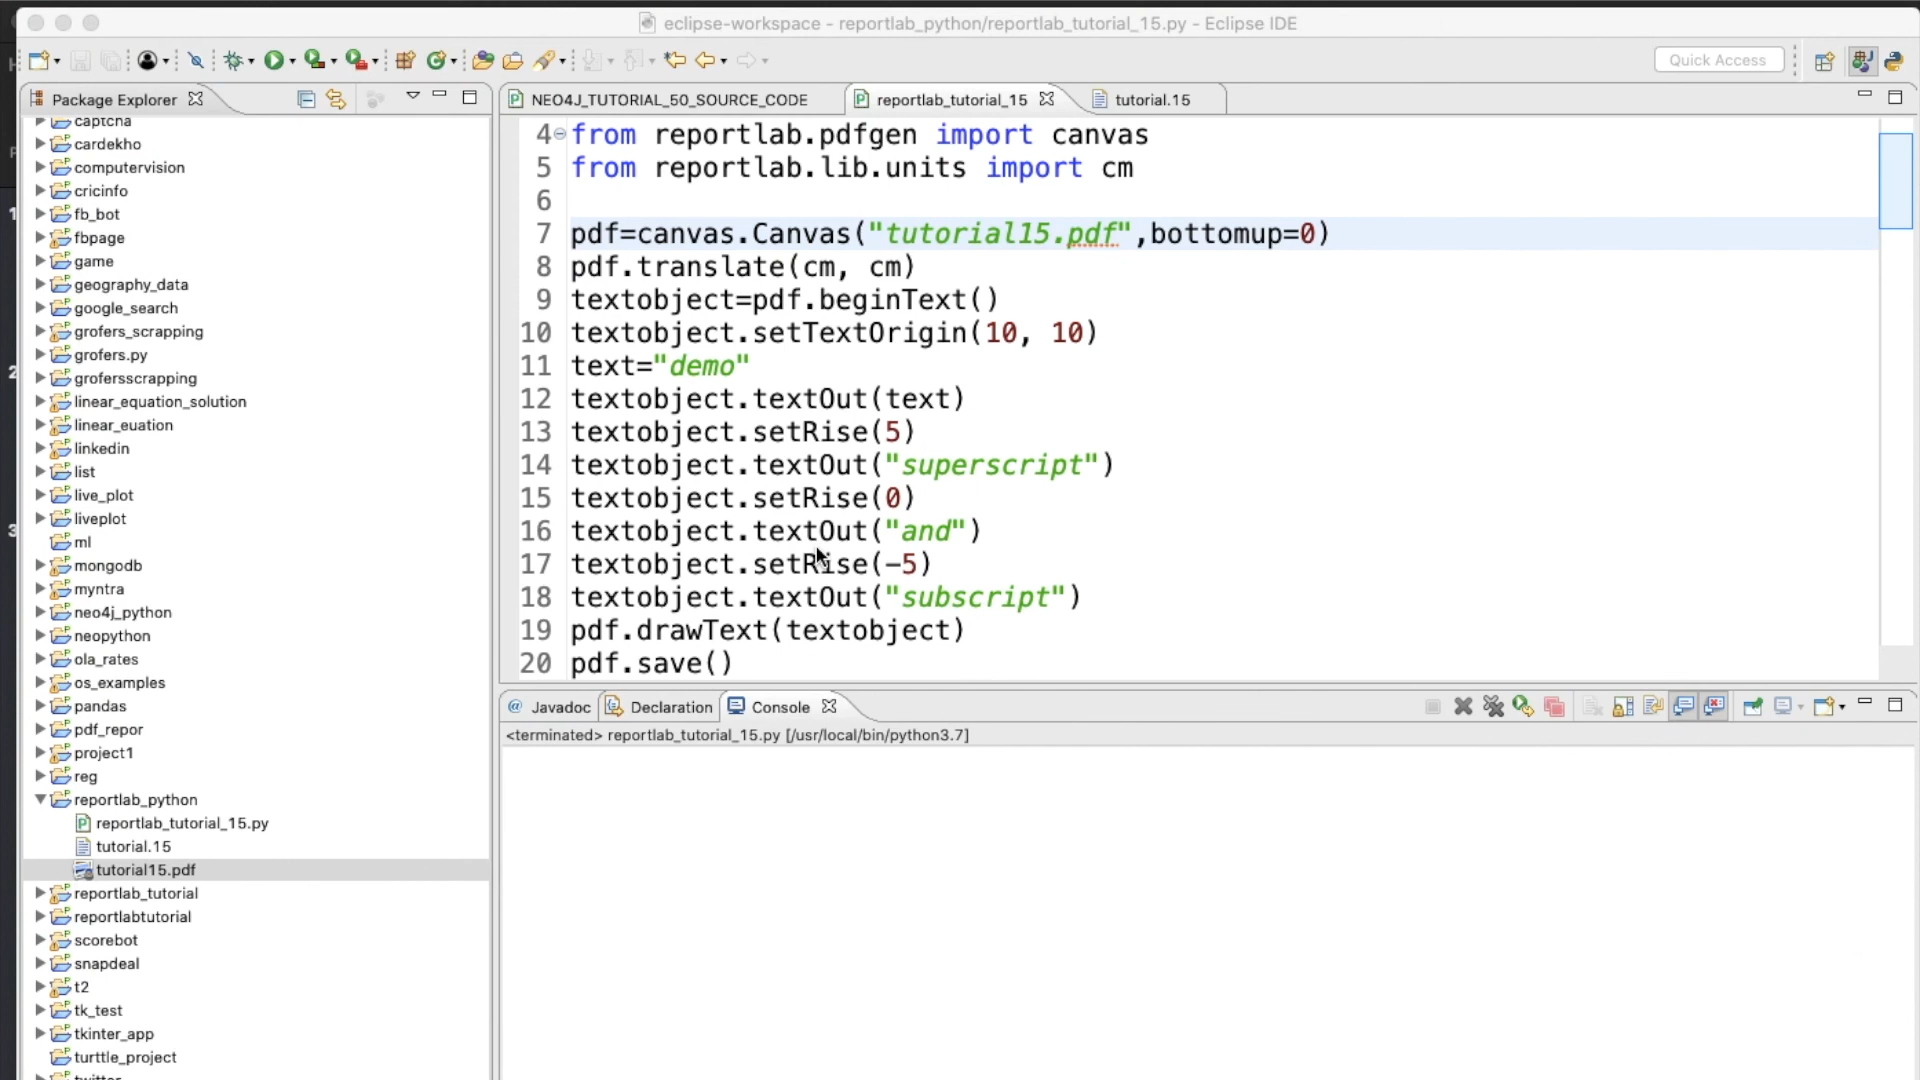 eclipse-workspace - reportlab_python/reportlab_tutorial_15.py - Eclipse IDE
Quick Access
Package Explorer
captcha
cardekho
computervision
cricinfo
fb_bot
fbpage
game
geography_data
google_search
grofers_scrapping
grofers.py
grofersscrapping
linear_equation_solution
linear_euation
linkedin
list
live_plot
liveplot
ml
mongodb
myntra
neo4j_python
neopython
ola_rates
os_examples
pandas
pdf_repor
project1
reg
reportlab_python
reportlab_tutorial_15.py
tutorial.15
tutorial15.pdf
reportlab_tutorial
reportlabtutorial
scorebot
snapdeal
t2
tk_test
tkinter_app
turttle_project
NEO4J_TUTORIAL_50_SOURCE_CODE
reportlab_tutorial_15
tutorial.15
4 from reportlab.pdfgen import canvas
5 from reportlab.lib.units import cm
6
7 pdf=canvas.Canvas("tutorial15.pdf",bottomup=0)
8 pdf.translate(cm, cm)
9 textobject=pdf.beginText()
10 textobject.setTextOrigin(10, 10)
11 text="demo"
12 textobject.textOut(text)
13 textobject.setRise(5)
14 textobject.textOut("superscript")
15 textobject.setRise(0)
16 textobject.textOut("and")
17 textobject.setRise(-5)
18 textobject.textOut("subscript")
19 pdf.drawText(textobject)
20 pdf.save()
@ Javadoc
Declaration
Console
<terminated> reportlab_tutorial_15.py [/usr/local/bin/python3.7]